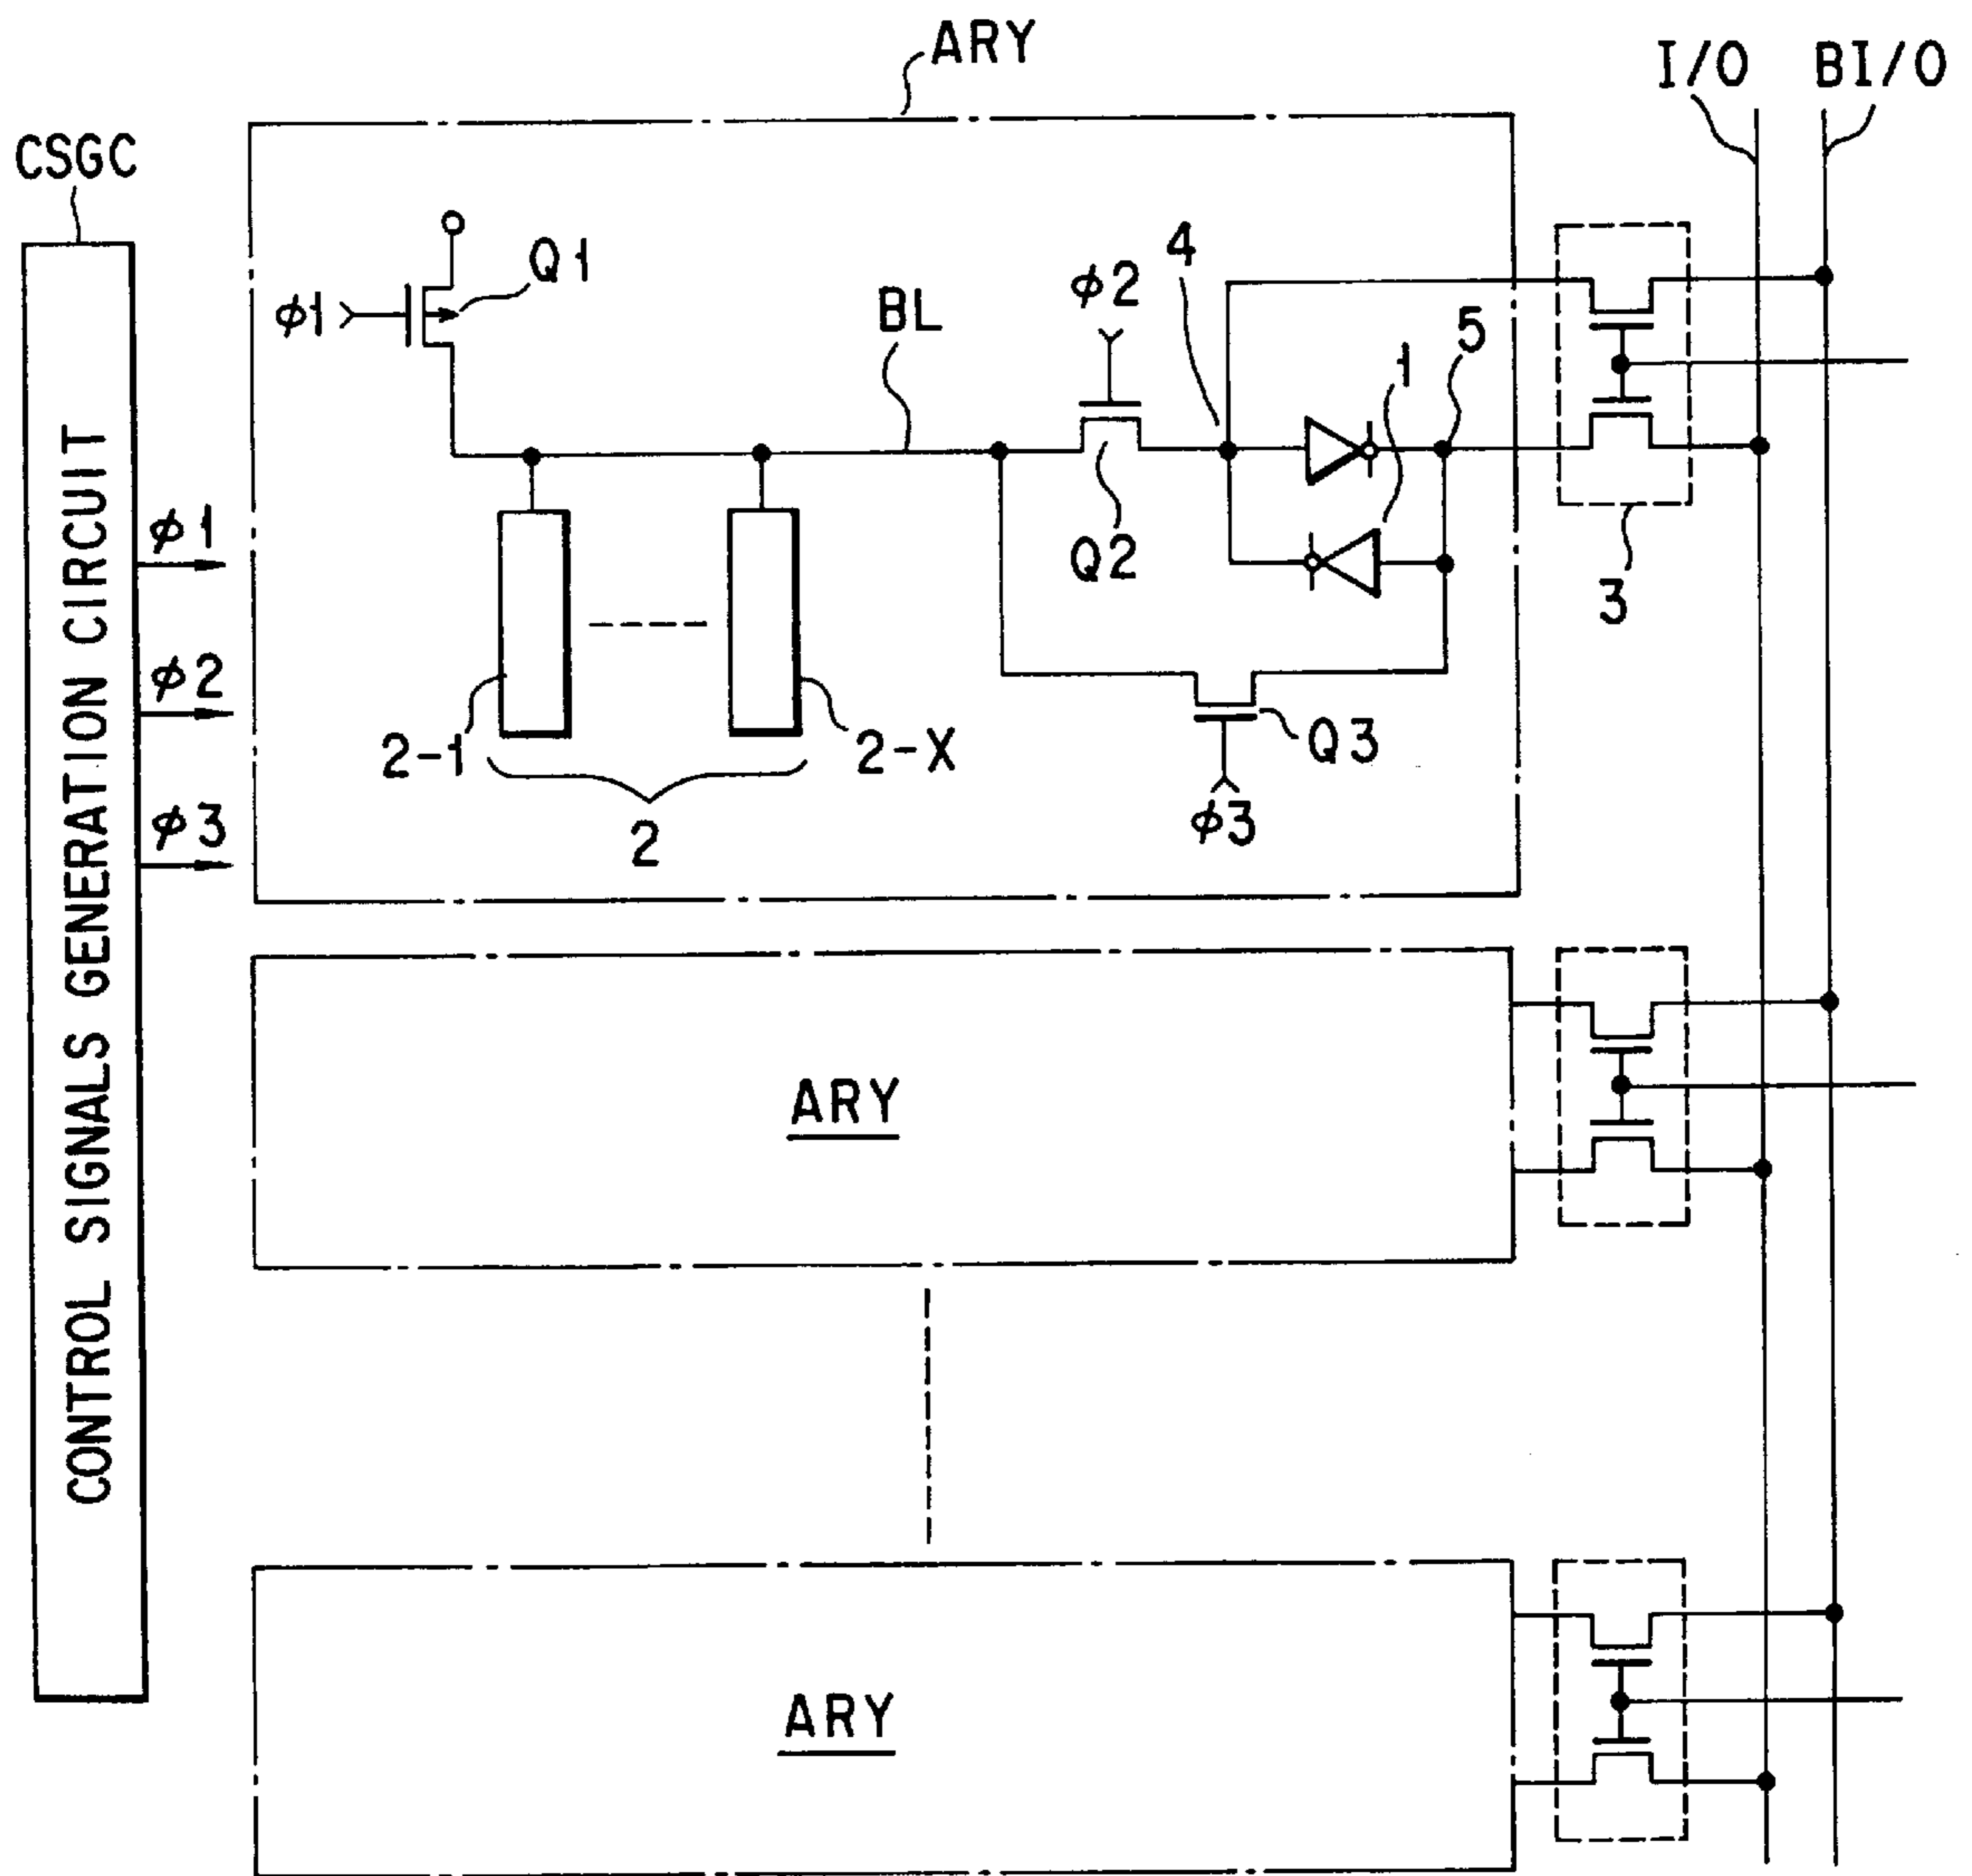 ARY
I/O
BI/O
CSGC
Q1
ϕ1
4
ϕ2
BL
5
1
ϕ1
Q2
3
ϕ2
2-1
2-X
Q3
ϕ3
ϕ3
2
CONTROL SIGNALS GENERATION CIRCUIT
ARY
ARY